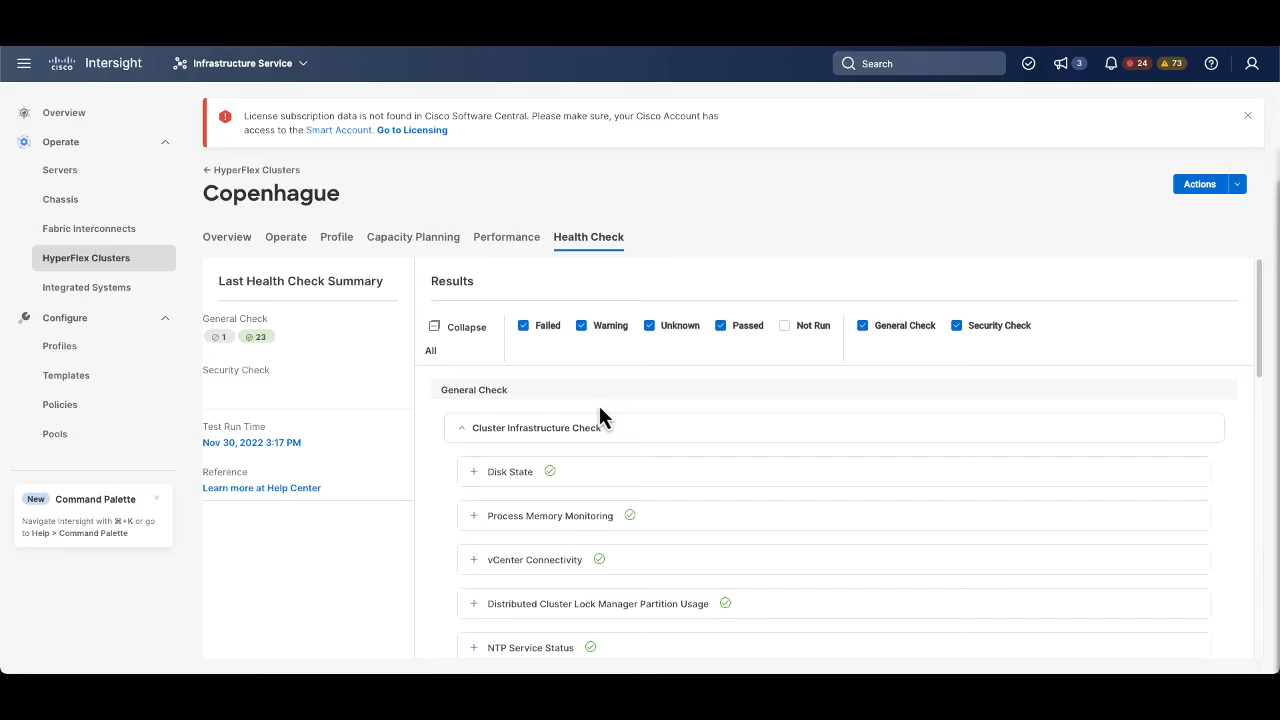 cisco
Intersight
Infrastructure Service
Search
3
24
73
Overview
Operate
Servers
Chassis
Fabric Interconnects
HyperFlex Clusters
Integrated Systems
Configure
Profiles
Templates
Policies
Pools
New Command Palette
Navigate Intersight with ⌘+K or go
to Help > Command Palette
License subscription data is not found in Cisco Software Central. Please make sure, your Cisco Account has
access to the Smart Account. Go to Licensing
← HyperFlex Clusters
Copenhague
Actions
Overview
Operate
Profile
Capacity Planning
Performance
Health Check
Last Health Check Summary
General Check
1
23
Security Check
Test Run Time
Nov 30, 2022 3:17 PM
Reference
Learn more at Help Center
Results
Collapse
All
Failed
Warning
Unknown
Passed
Not Run
General Check
Security Check
General Check
Cluster Infrastructure Check
Disk State
Process Memory Monitoring
vCenter Connectivity
Distributed Cluster Lock Manager Partition Usage
NTP Service Status